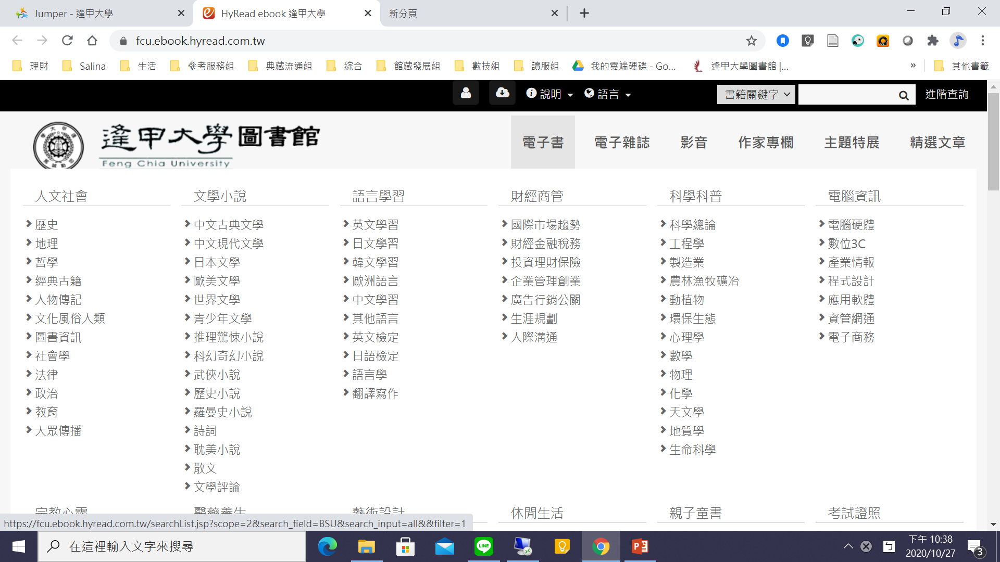 Jumper - 逢甲大學
HyRead ebook 逢甲大學
新分頁
fcu.ebook.hyread.com.tw
理財
Salina
生活
參考服務組
典藏流通組
綜合
館藏發展組
數技組
讀服組
我的雲端硬碟 - Go...
逢甲大學圖書館 |...
»
其他書籤
說明
語言
書籍關鍵字
進階查詢
逢甲大學圖書館
Feng Chia University
電子書
電子雜誌
影音
作家專欄
主題特展
精選文章
人文社會
歷史
地理
哲學
經典古籍
人物傳記
文化風俗人類
圖書資訊
社會學
法律
政治
教育
大眾傳播
文學小說
中文古典文學
中文現代文學
日本文學
歐美文學
世界文學
青少年文學
推理驚悚小說
科幻奇幻小說
武俠小說
歷史小說
羅曼史小說
詩詞
耽美小說
散文
文學評論
語言學習
英文學習
日文學習
韓文學習
歐洲語言
中文學習
其他語言
英文檢定
日語檢定
語言學
翻譯寫作
財經商管
國際市場趨勢
財經金融稅務
投資理財保險
企業管理創業
廣告行銷公關
生涯規劃
人際溝通
科學科普
科學總論
工程學
製造業
農林漁牧礦冶
動植物
環保生態
心理學
數學
物理
化學
天文學
地質學
生命科學
電腦資訊
電腦硬體
數位3C
產業情報
程式設計
應用軟體
資管網通
電子商務
宗教心靈
醫藥養生
藝術設計
休閒生活
親子童書
考試證照
https://fcu.ebook.hyread.com.tw/searchList.jsp?scope=2&search_field=BSU&search_input=all&&filter=1
在這裡輸入文字來搜尋
LINE
ㄅ
下午 10:38
2020/10/27
3